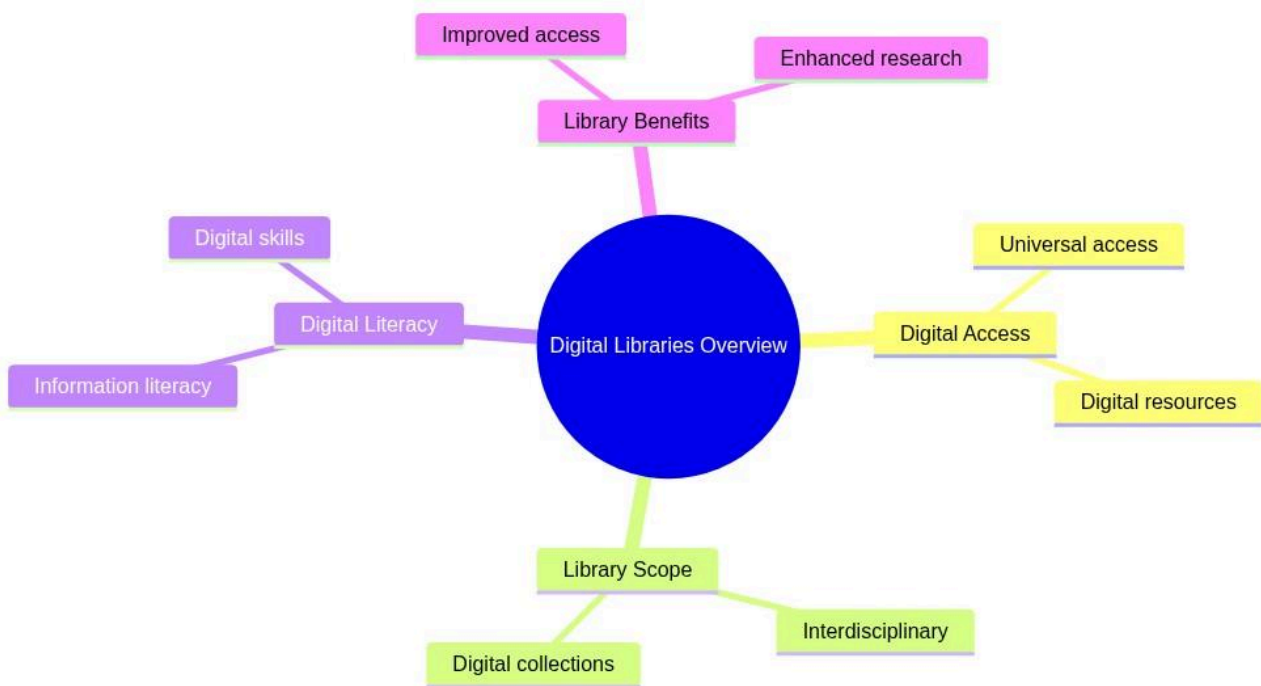 Improved access
Enhanced research
Library Benefits
Digital skills
Universal access
Digital Literacy
Digital Access
Digital Libraries Overview
Information literacy
Digital resources
Library Scope
Interdisciplinary
Digital collections